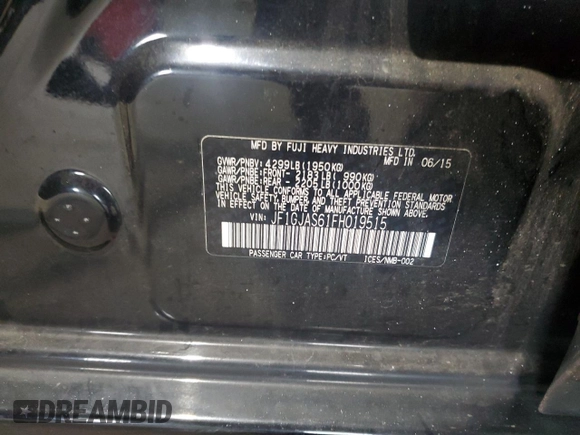 MFD BY FUJI HEAVY INDUSTRIES LTD.
GVWR/PNBV: 4299LB(1950KG) MFD IN 06/15
GAWR/PNBE:FRONT- 2183LB( 990KG)
GAWR/PNBE:REAR - 2205LB(1000KG)
THIS VEHICLE CONFORMS TO ALL APPLICABLE FEDERAL MOTOR
VEHICLE SAFETY, BUMPER AND THEFT PREVENTION STANDARDS
IN EFFECT ON THE DATE OF MANUFACTURE SHOWN ABOVE.
VIN: JF1GJAS61FH019515
PASSENGER CAR TYPE:PC/VT ICES/NMB-002
DREAMBID